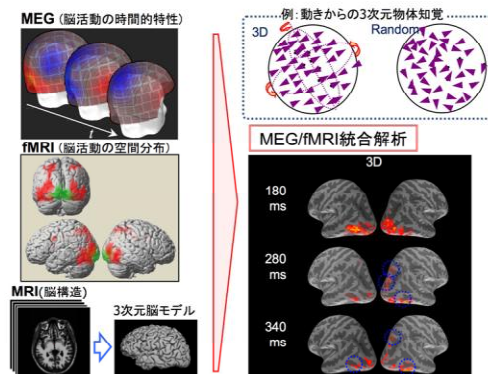 MEG (脳活動の時間的特性)
t
fMRI (脳活動の空間分布)
MRI(脳構造)
3次元脳モデル
例：動きからの3次元物体知覚
3D
Random
MEG/fMRI統合解析
3D
180
ms
280
ms
340
ms